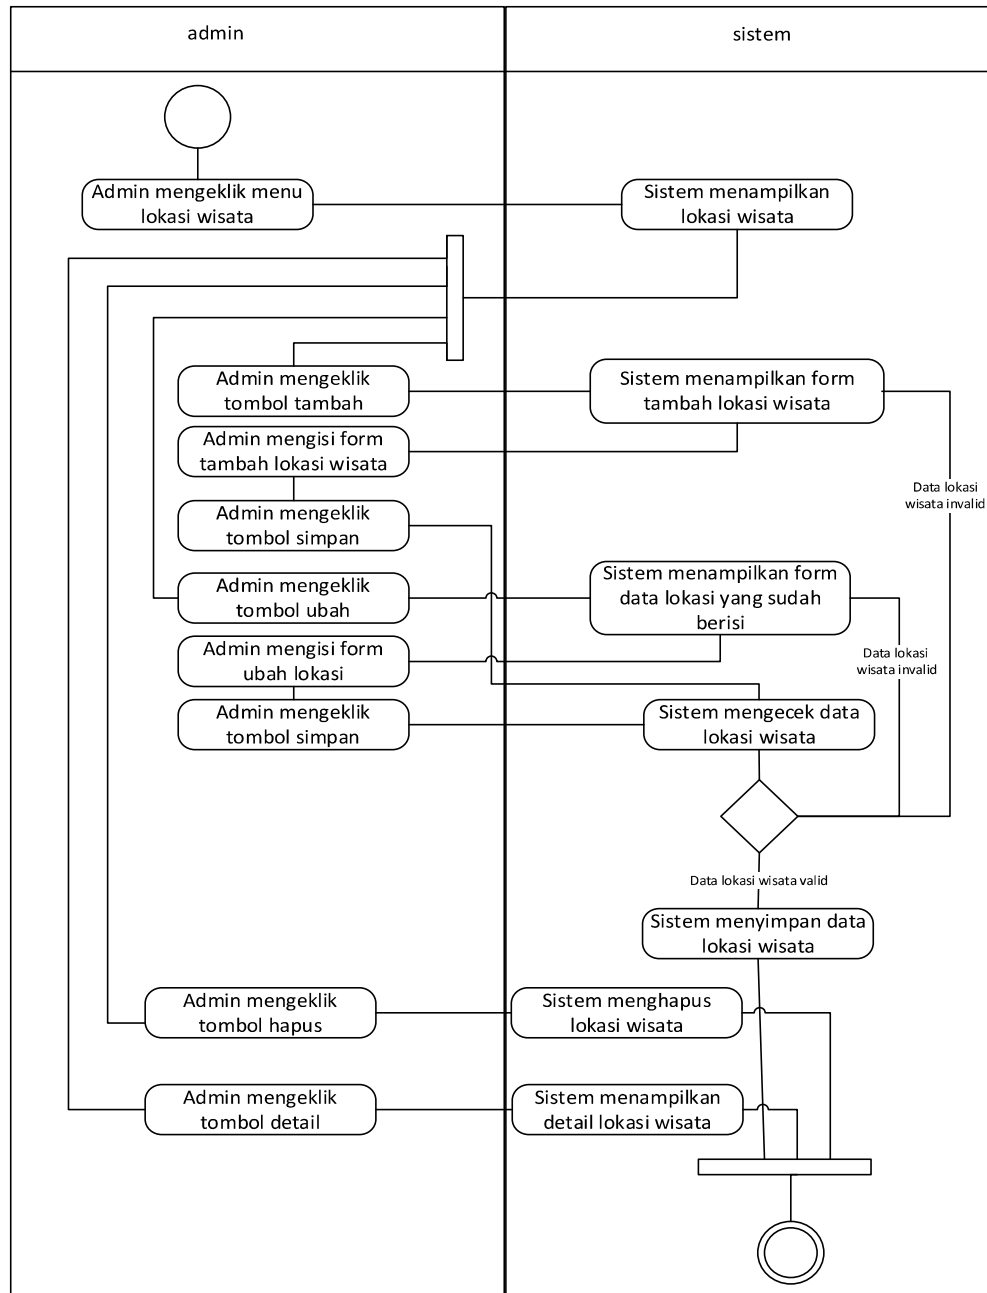 admin
sistem
Admin mengeklik menu
lokasi wisata
Sistem menampilkan
lokasi wisata
Admin mengeklik
tombol tambah
Sistem menampilkan form
tambah lokasi wisata
Admin mengisi form
tambah lokasi wisata
Data lokasi
wisata invalid
Admin mengeklik
tombol simpan
Admin mengeklik
tombol ubah
Sistem menampilkan form
data lokasi yang sudah
berisi
Admin mengisi form
ubah lokasi
Data lokasi
wisata invalid
Admin mengeklik
tombol simpan
Sistem mengecek data
lokasi wisata
Data lokasi wisata valid
Sistem menyimpan data
lokasi wisata
Admin mengeklik
tombol hapus
Sistem menghapus
lokasi wisata
Admin mengeklik
tombol detail
Sistem menampilkan
detail lokasi wisata